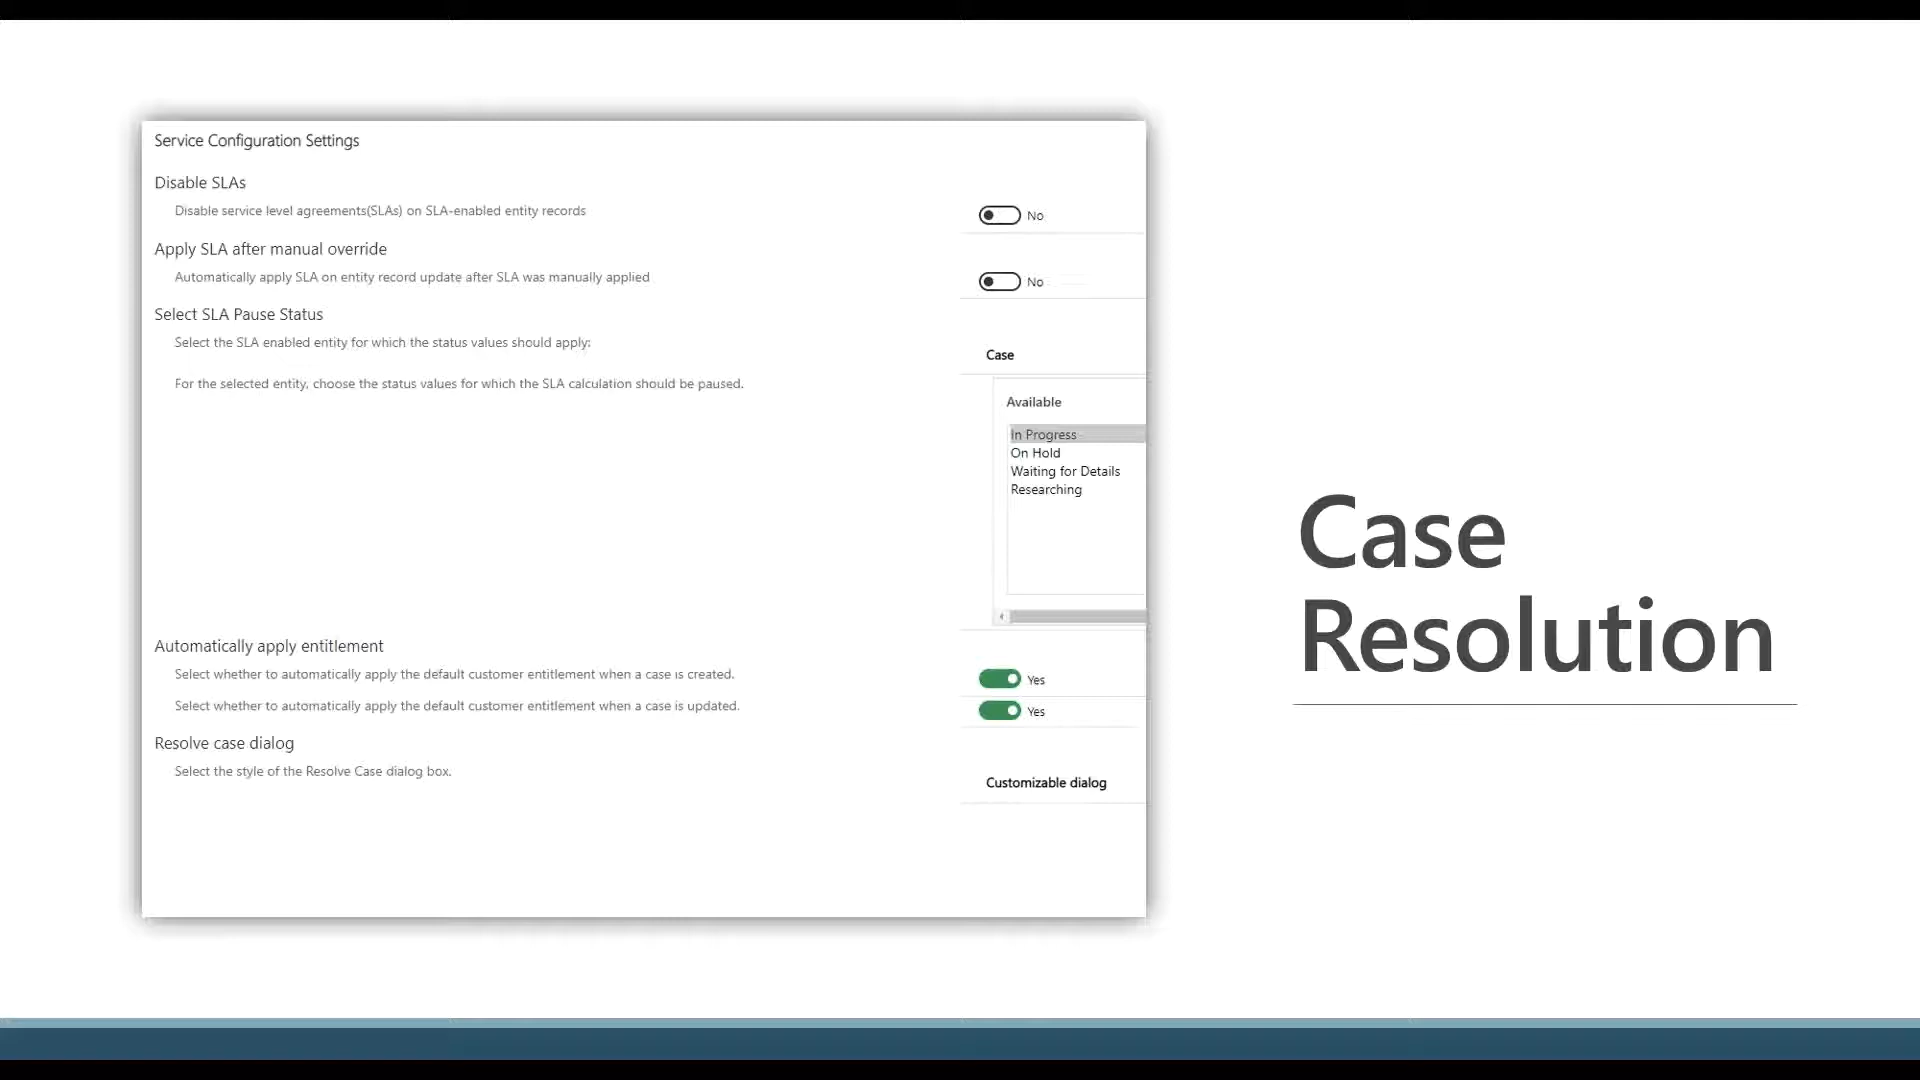 Service Configuration Settings
Disable SLAs
Disable service level agreements(SLAs) on SLA-enabled entity records
No
Apply SLA after manual override
Automatically apply SLA on entity record update after SLA was manually applied
No
Select SLA Pause Status
Select the SLA enabled entity for which the status values should apply:
Case
For the selected entity, choose the status values for which the SLA calculation should be paused.
Available
In Progress
On Hold
Waiting for Details
Researching
Automatically apply entitlement
Select whether to automatically apply the default customer entitlement when a case is created.
Yes
Select whether to automatically apply the default customer entitlement when a case is updated.
Yes
Resolve case dialog
Select the style of the Resolve Case dialog box.
Customizable dialog
Case
Resolution